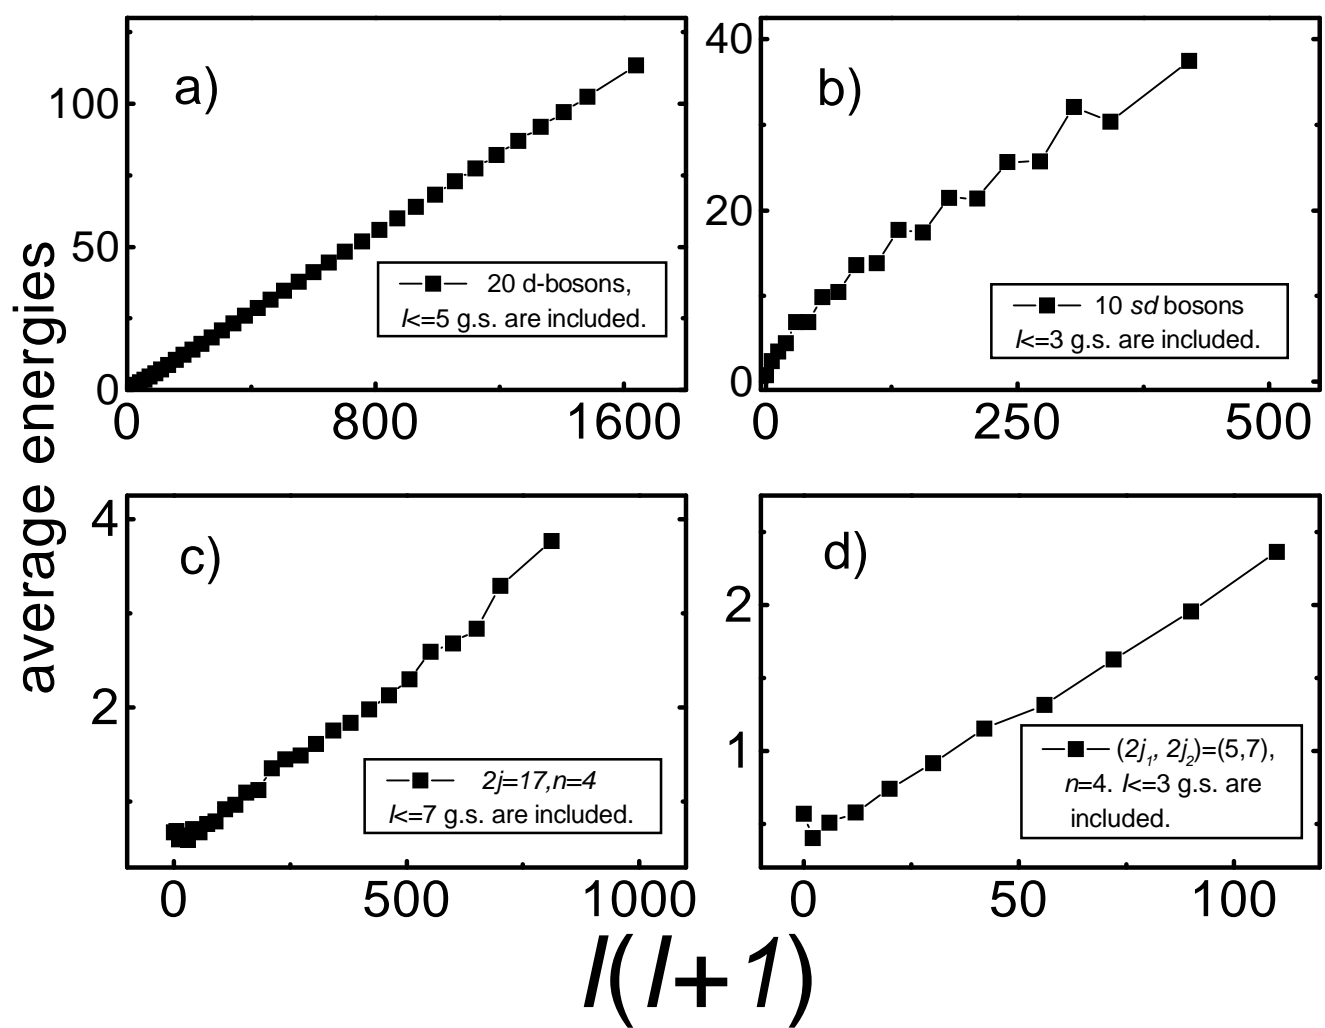 average energies
a)
100
50
0
0 800 1600
20 d-bosons,
I<=5 g.s. are included.
b)
40
20
0
0 250 500
10 sd bosons
I<=3 g.s. are included.
c)
4
2
0 500 1000
2j=17,n=4
I<=7 g.s. are included.
d)
2
1
0 50 100
(2j₁, 2j₂)=(5,7),
n=4. I<=3 g.s. are
included.
I(I+1)